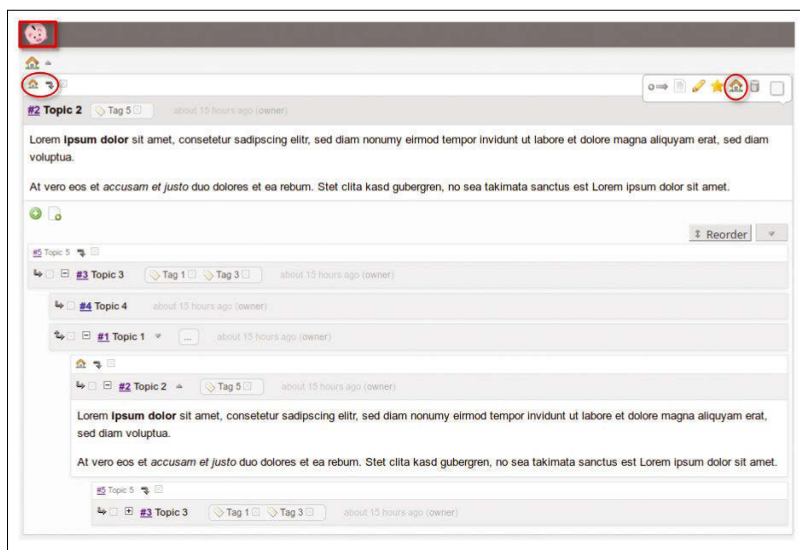 #2 Topic 2 Tag 5 about 15 hours ago (owner)
Lorem ipsum dolor sit amet, consetetur sadipscing elitr, sed diam nonumy eirmod tempor invidunt ut labore et dolore magna aliquyam erat, sed diam
voluptua.
At vero eos et accusam et justo duo dolores et ea rebum. Stet clita kasd gubergren, no sea takimata sanctus est Lorem ipsum dolor sit amet.
Reorder
#5 Topic 5
#3 Topic 3 Tag 1 Tag 3 about 15 hours ago (owner)
#4 Topic 4 about 15 hours ago (owner)
#1 Topic 1 ... about 15 hours ago (owner)
#2 Topic 2 Tag 5 about 15 hours ago (owner)
Lorem ipsum dolor sit amet, consetetur sadipscing elitr, sed diam nonumy eirmod tempor invidunt ut labore et dolore magna aliquyam erat,
sed diam voluptua.
At vero eos et accusam et justo duo dolores et ea rebum. Stet clita kasd gubergren, no sea takimata sanctus est Lorem ipsum dolor sit amet.
#5 Topic 5
#3 Topic 3 Tag 1 Tag 3 about 15 hours ago (owner)